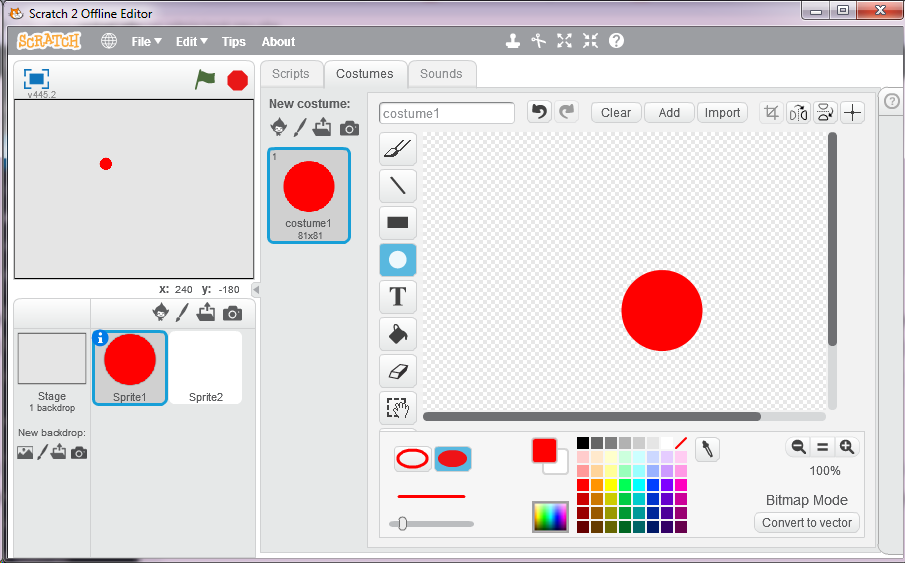 Scratch 2 Offline Editor
SCRATCH File Edit Tips About
v445.2
Scripts Costumes Sounds
New costume:
1
costume1
81x81
costume1
Clear Add Import
T
x: 240 y: -180
Stage
1 backdrop
New backdrop:
Sprite1
Sprite2
100%
Bitmap Mode
Convert to vector